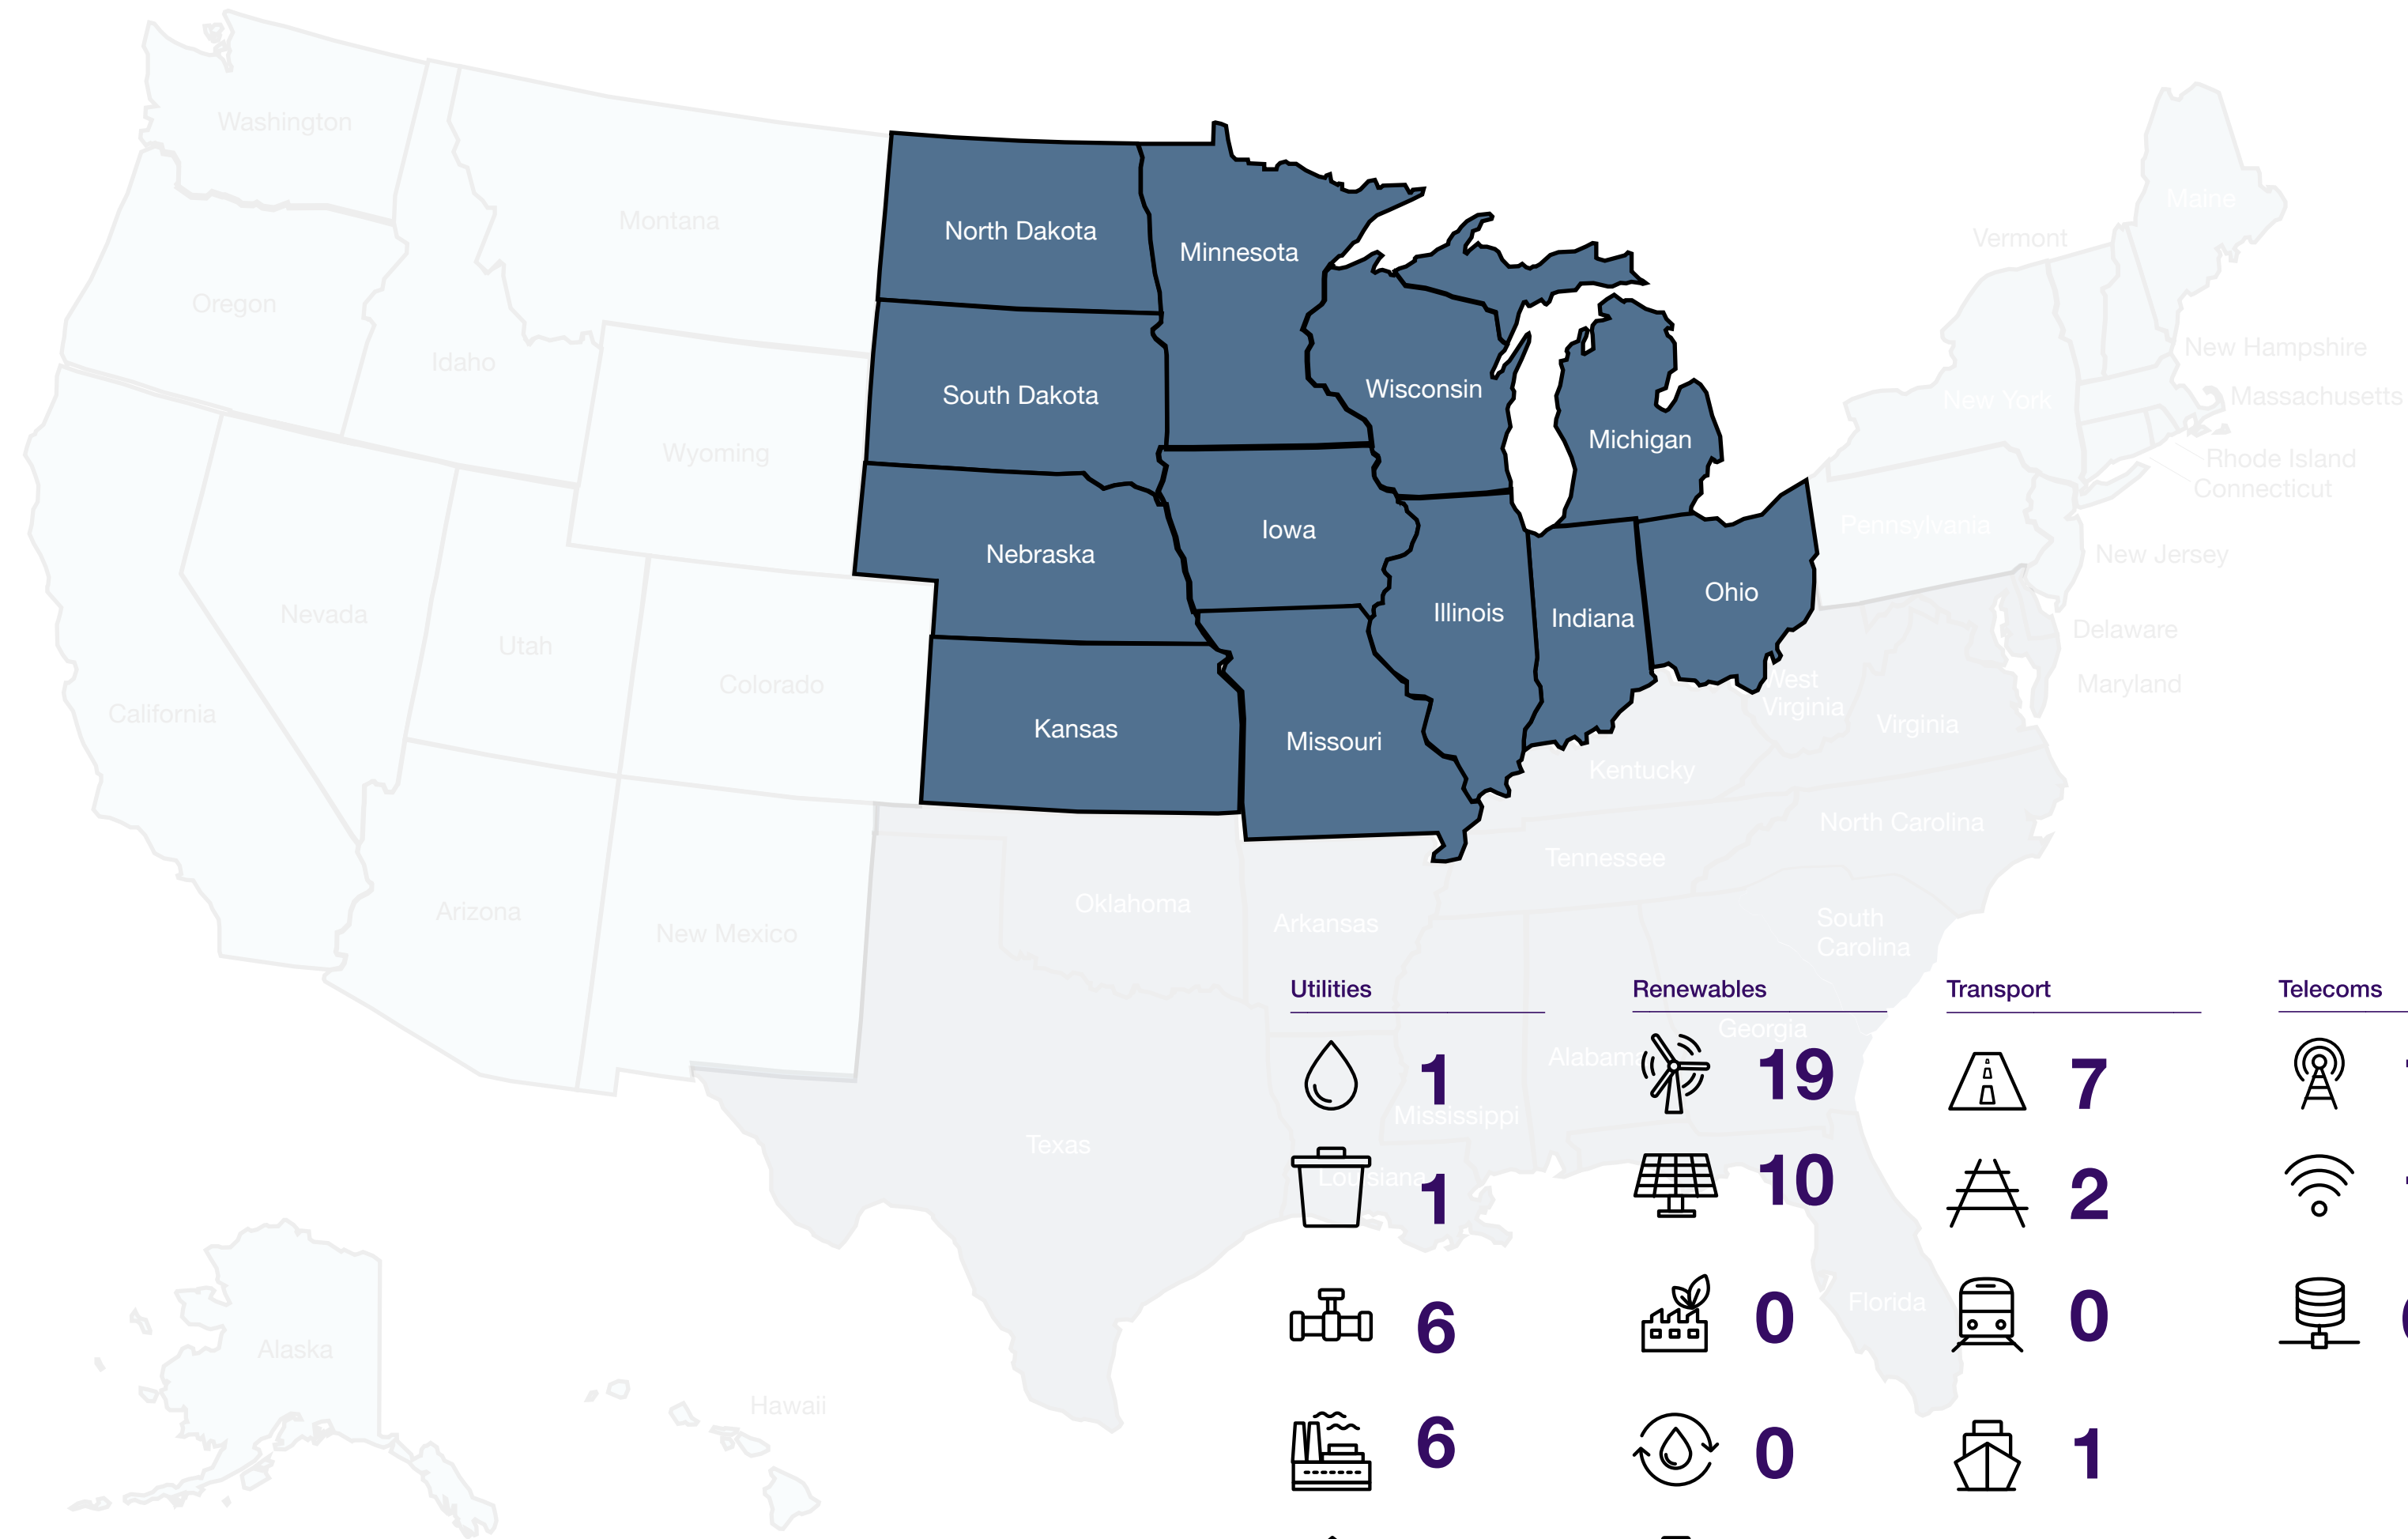 Washington
Montana
Maine
North Dakota
Minnesota
Vermont
Oregon
Idaho
New Hampshire
South Dakota
Wisconsin
New York
Massachusetts
Wyoming
Michigan
Rhode Island
Connecticut
Pennsylvania
Iowa
Nebraska
New Jersey
Ohio
Nevada
Illinois
Indiana
Delaware
Utah
Colorado
West
Virginia
Maryland
California
Virginia
Kansas
Missouri
Kentucky
North Carolina
Tennessee
Oklahoma
Arizona
Arkansas
South
Carolina
New Mexico
Utilities
Renewables
Transport
Telecoms
Georgia
Alabama
1
19
7
Mississippi
Texas
Louisiana
1
10
2
Florida
6
0
0
Alaska
Hawaii
6
0
1